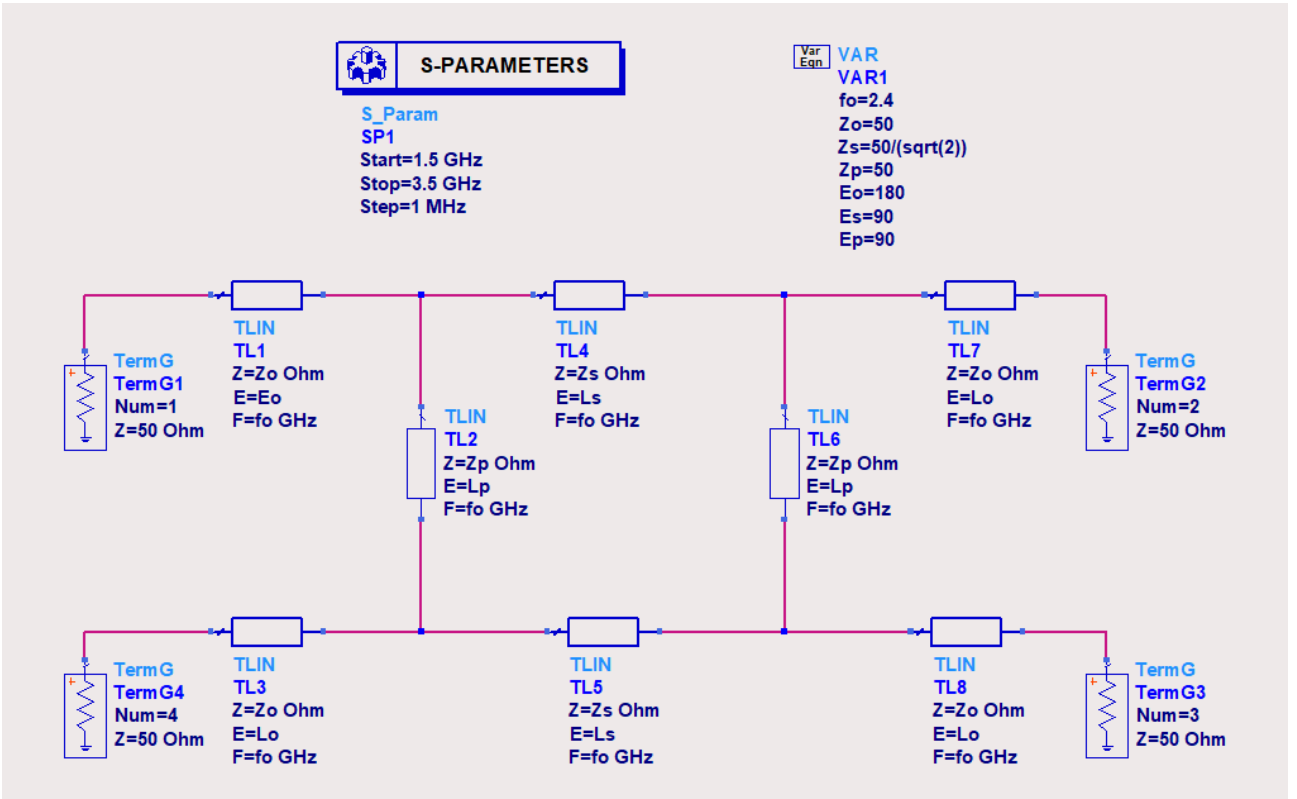 S-PARAMETERS
S_Param
SP1
Start=1.5 GHz
Stop=3.5 GHz
Step=1 MHz
Var
Eqn
VAR
VAR1
fo=2.4
Zo=50
Zs=50/(sqrt(2))
Zp=50
Eo=180
Es=90
Ep=90
TLIN
TL1
Z=Zo Ohm
E=Eo
F=fo GHz
TLIN
TL4
Z=Zs Ohm
E=Ls
F=fo GHz
TLIN
TL7
Z=Zo Ohm
E=Lo
F=fo GHz
+
TermG
TermG1
Num=1
Z=50 Ohm
TLIN
TL2
Z=Zp Ohm
E=Lp
F=fo GHz
TLIN
TL6
Z=Zp Ohm
E=Lp
F=fo GHz
+
TermG
TermG2
Num=2
Z=50 Ohm
+
TermG
TermG4
Num=4
Z=50 Ohm
TLIN
TL3
Z=Zo Ohm
E=Lo
F=fo GHz
TLIN
TL5
Z=Zs Ohm
E=Ls
F=fo GHz
TLIN
TL8
Z=Zo Ohm
E=Lo
F=fo GHz
+
TermG
TermG3
Num=3
Z=50 Ohm